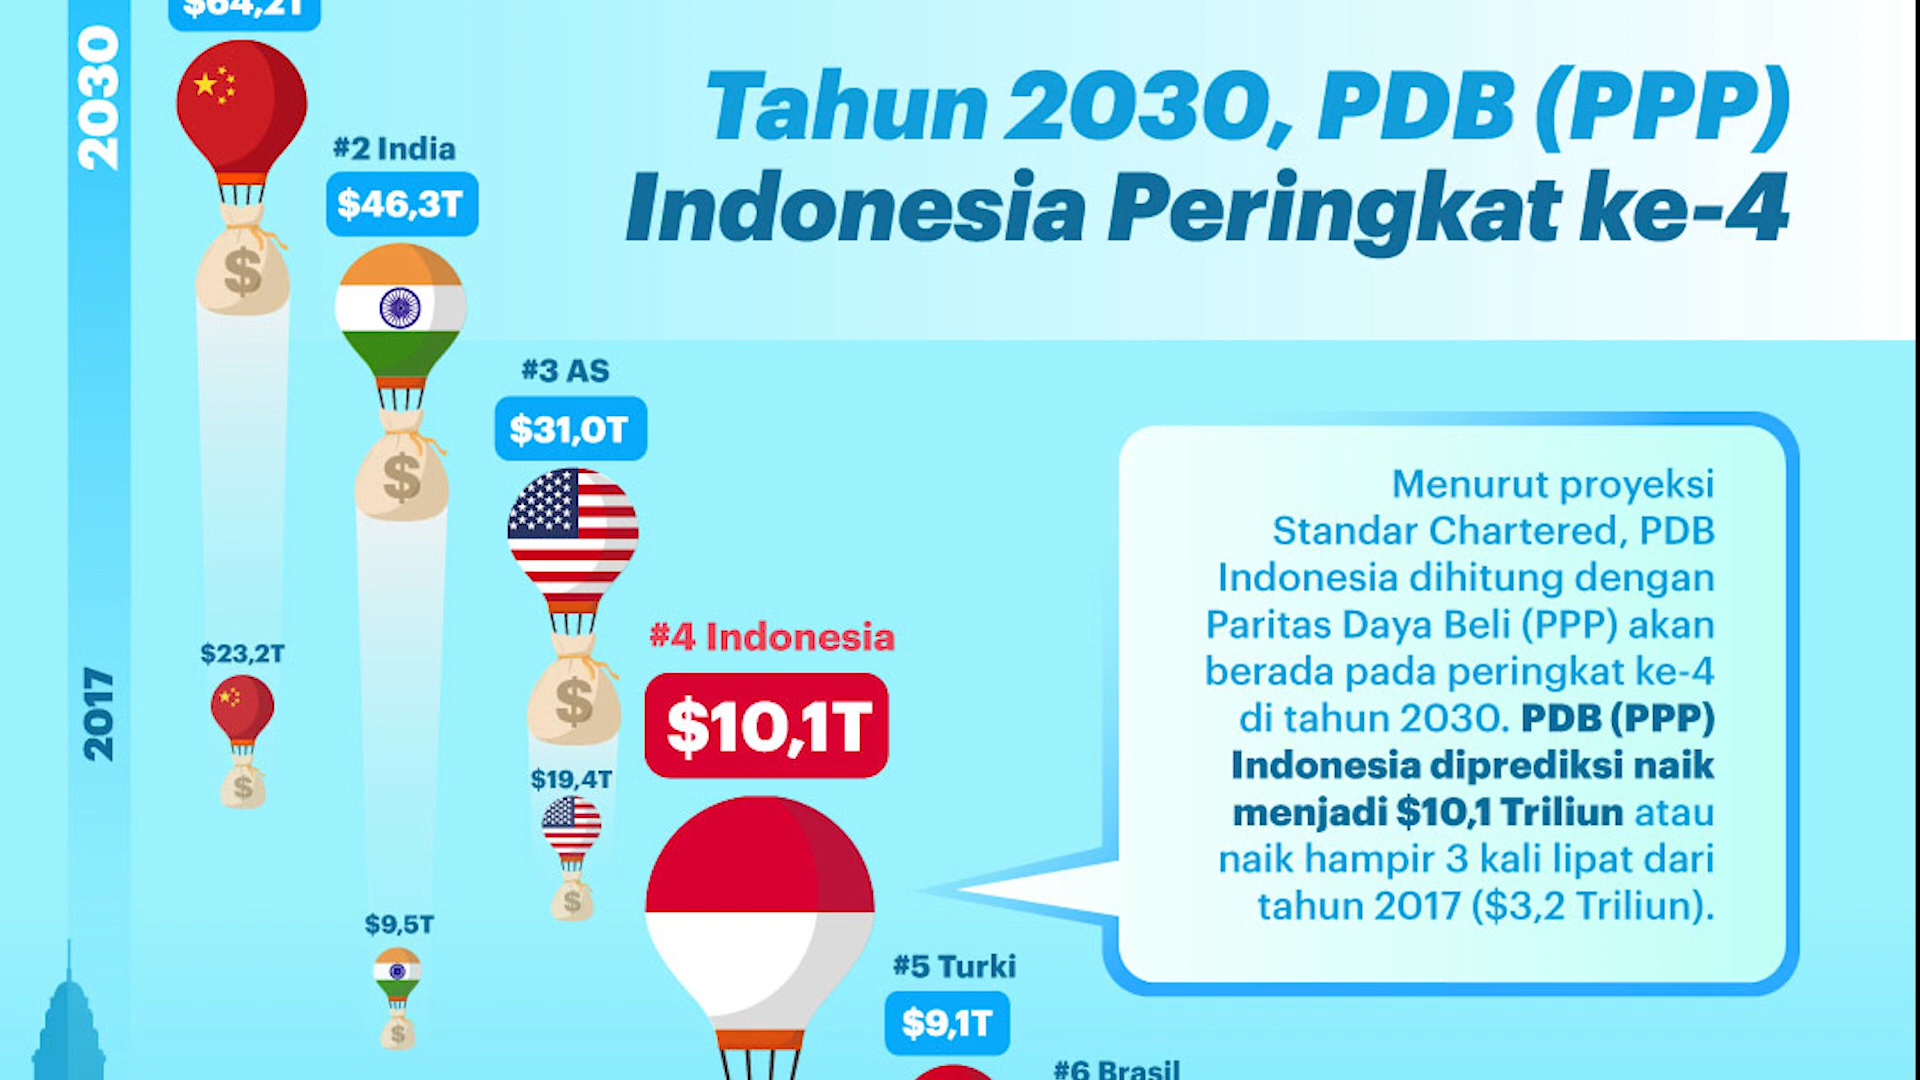 $64,2T
2030
Tahun 2030, PDB (PPP)
Indonesia Peringkat ke-4
#2 India
$46,3T
#3 AS
$31,0T
#4 Indonesia
$10,1T
$23,2T
2017
$19,4T
$9,5T
Menurut proyeksi
Standar Chartered, PDB
Indonesia dihitung dengan
Paritas Daya Beli (PPP) akan
berada pada peringkat ke-4
di tahun 2030. PDB (PPP)
Indonesia diprediksi naik
menjadi $10,1 Triliun atau
naik hampir 3 kali lipat dari
tahun 2017 ($3,2 Triliun).
#5 Turki
$9,1T
#6 Brasil
$
$
$
$
$
$